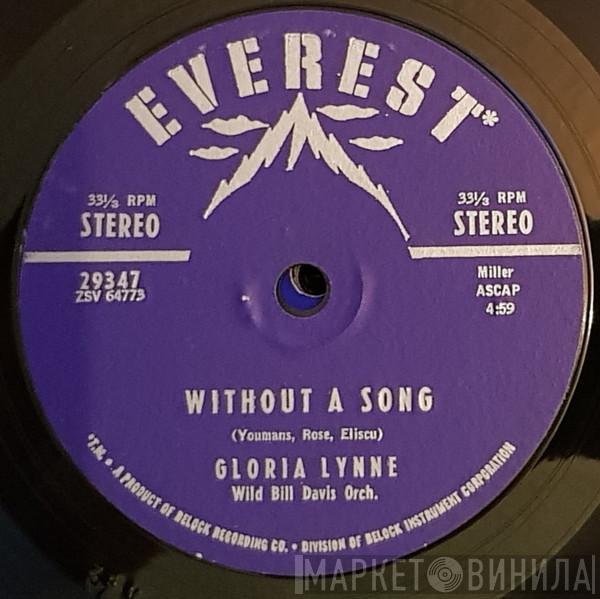 EVEREST*
33⅓ RPM
STEREO
33⅓ RPM
STEREO
29347
ZSV 64773
Miller
ASCAP
4:59
WITHOUT A SONG
(Youmans, Rose, Eliscu)
GLORIA LYNNE
Wild Bill Davis Orch.
*T.M. • A PRODUCT OF BELOCK RECORDING CO. • DIVISION OF BELOCK INSTRUMENT CORPORATION
МАРКЕТ ВИНИЛА